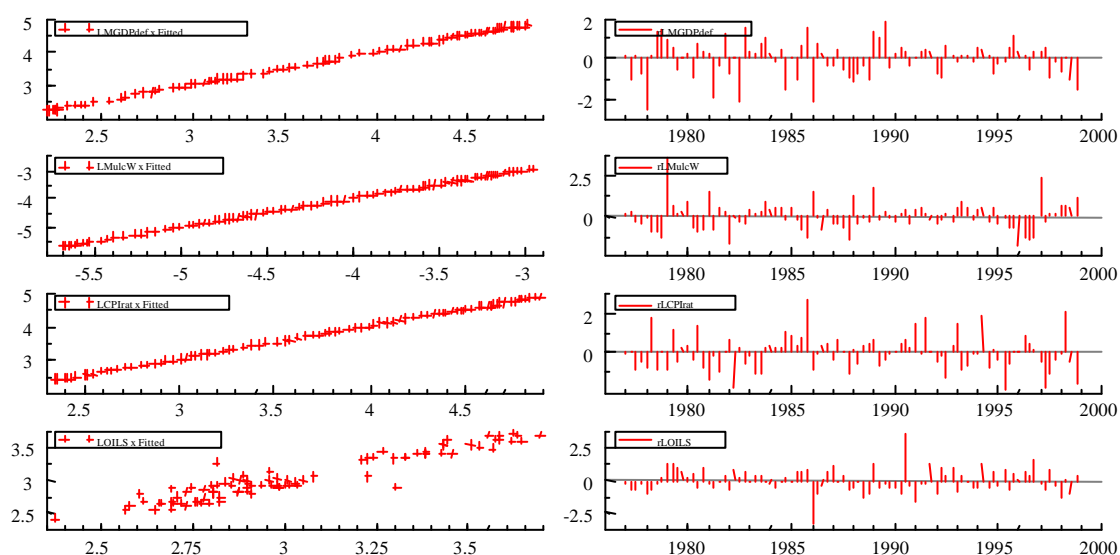 5
LMGDPdef x Fitted
4
3
2.5 3 3.5 4 4.5
2
rLMGDPdef
0
-2
1980 1985 1990 1995 2000
-3
LMulcW x Fitted
-4
-5
-5.5 -5 -4.5 -4 -3.5 -3
2.5
rLMulcW
0
1980 1985 1990 1995 2000
5
LCPIrat x Fitted
4
3
2.5 3 3.5 4 4.5
rLCPIrat
2
0
1980 1985 1990 1995 2000
3.5
LOILS x Fitted
3.0
2.5
2.5 2.75 3 3.25 3.5
2.5
rLOILS
0
-2.5
1980 1985 1990 1995 2000